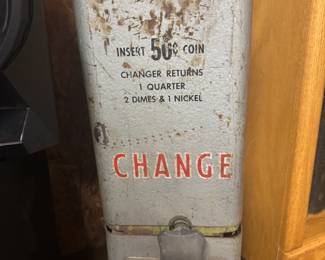 INSERT 50¢ COIN
CHANGER RETURNS
1 QUARTER
2 DIMES & 1 NICKEL
CHANGE